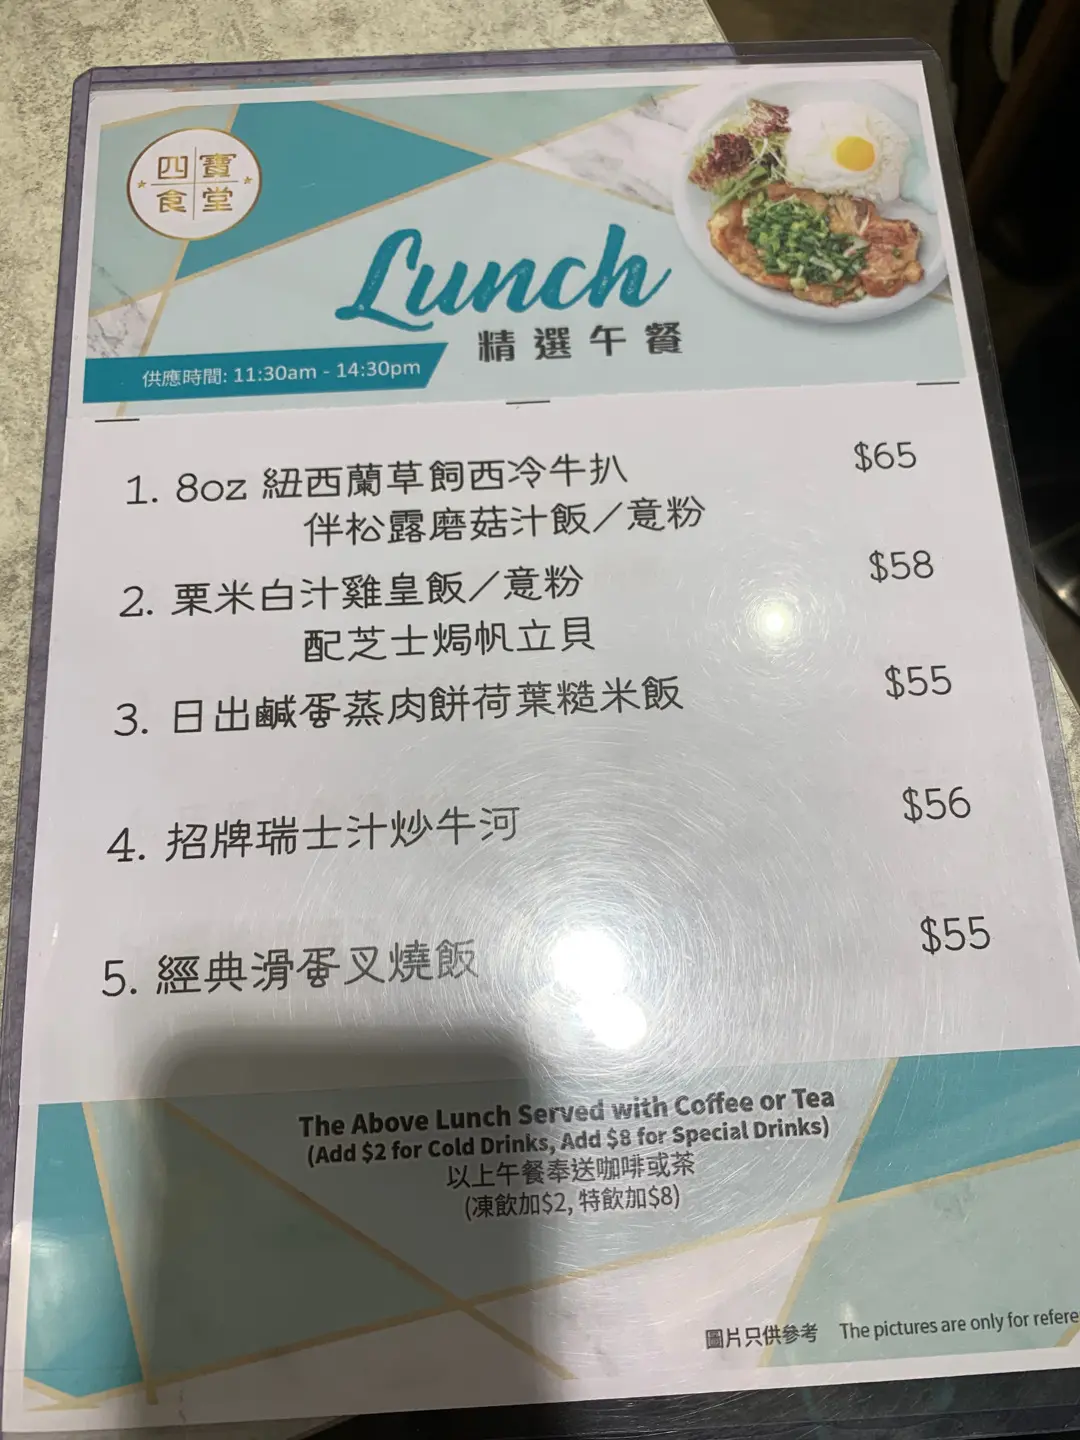 四寶
食堂
Lunch
精選午餐
供應時間: 11:30am - 14:30pm
1. 8oz 紐西蘭草飼西冷牛扒 $65
伴松露磨菇汁飯／意粉
2. 栗米白汁雞皇飯／意粉 $58
配芝士焗帆立貝
3. 日出鹹蛋蒸肉餅荷葉糙米飯 $55
4. 招牌瑞士汁炒牛河 $56
5. 經典滑蛋叉燒飯 $55
The Above Lunch Served with Coffee or Tea
(Add $2 for Cold Drinks, Add $8 for Special Drinks)
以上午餐奉送咖啡或茶
(凍飲加$2, 特飲加$8)
圖片只供參考 The pictures are only for refere